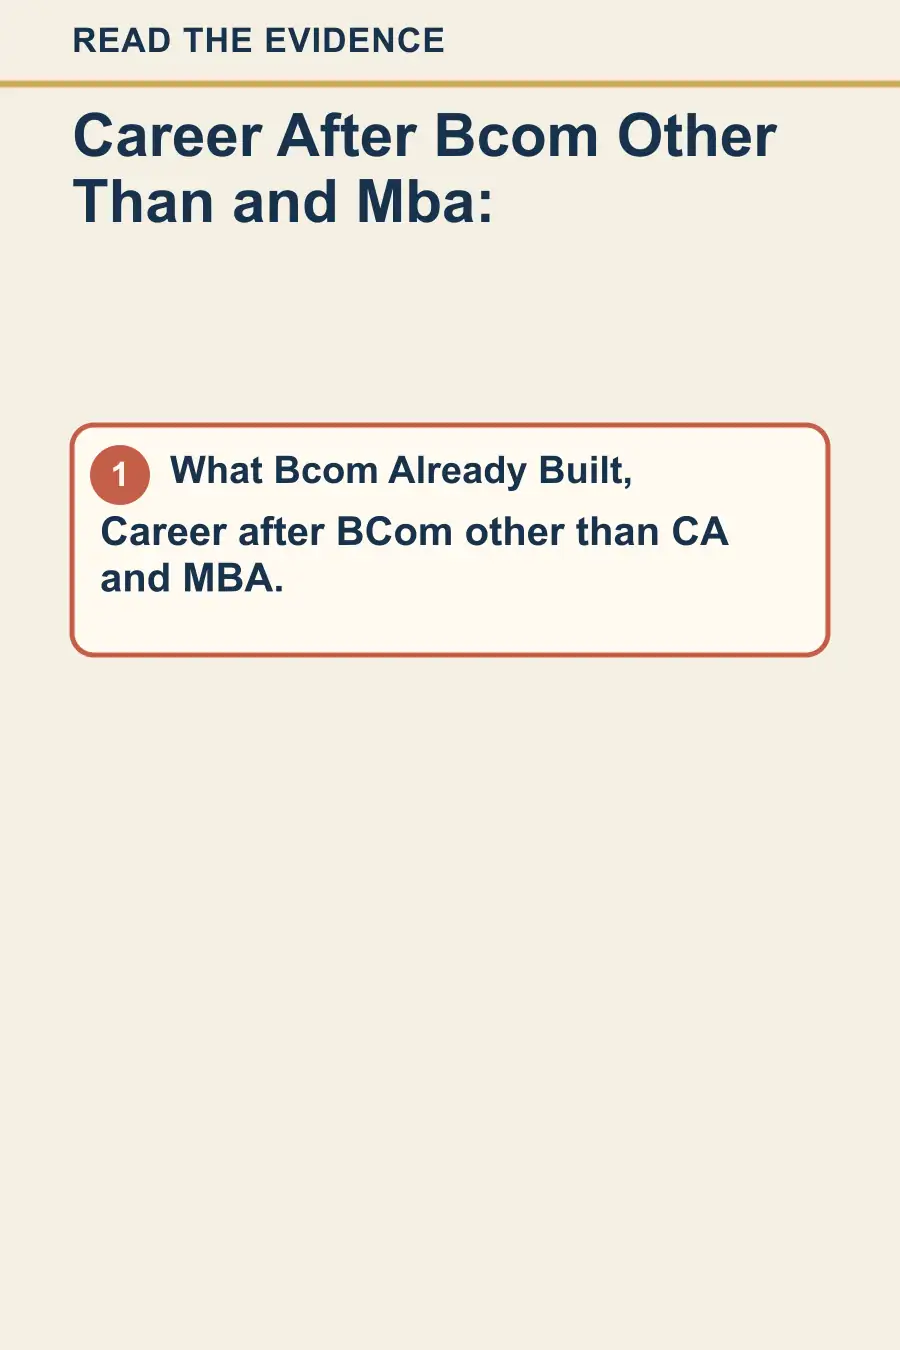 READ THE EVIDENCE
Career After Bcom Other
Than and Mba:
1 What Bcom Already Built,
Career after BCom other than CA
and MBA.